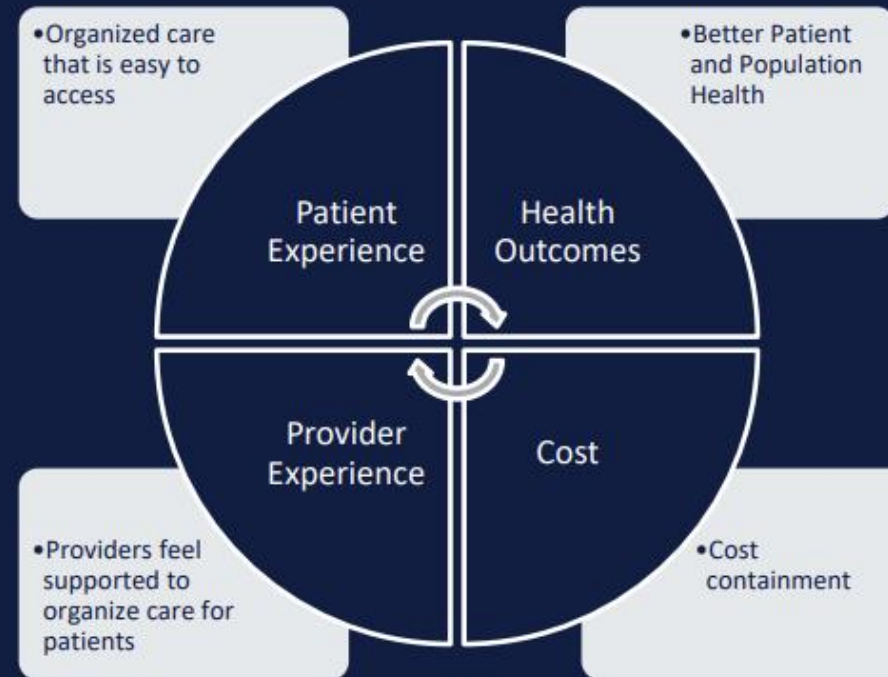 •Organized care
that is easy to
access
•Better Patient
and Population
Health
Patient
Experience
Health
Outcomes
Provider
Experience
Cost
•Providers feel
supported to
organize care for
patients
•Cost
containment